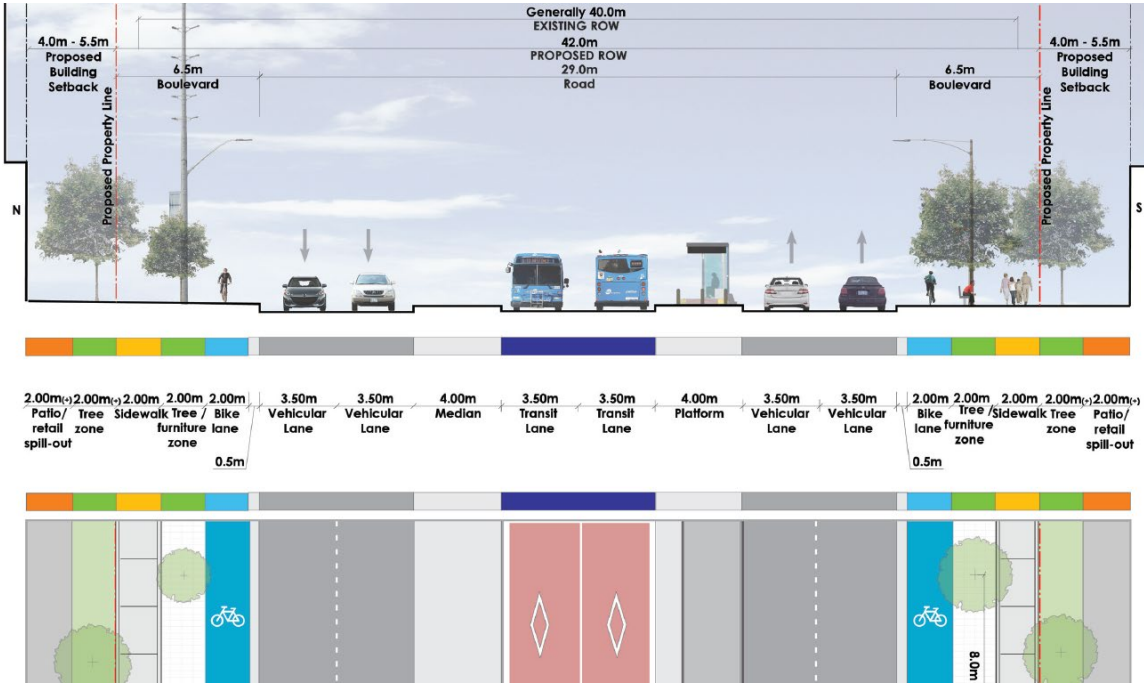 Generally 40.0m
EXISTING ROW
4.0m - 5.5m
Proposed
Building
Setback
42.0m
PROPOSED ROW
4.0m - 5.5m
Proposed
Building
Setback
6.5m
Boulevard
29.0m
Road
6.5m
Boulevard
Proposed Property Line
Proposed Property Line
N
S
2.00m(+)
Patio/
retail
spill-out
2.00m(+)
Tree
zone
2.00m
Sidewalk
2.00m
Tree /
furniture
zone
2.00m
Bike
lane
0.5m
3.50m
Vehicular
Lane
3.50m
Vehicular
Lane
4.00m
Median
3.50m
Transit
Lane
3.50m
Transit
Lane
4.00m
Platform
3.50m
Vehicular
Lane
3.50m
Vehicular
Lane
0.5m
2.00m
Bike
lane
2.00m
Tree /
furniture
zone
2.00m
Sidewalk
2.00m(+)
Tree
zone
2.00m(+)
Patio/
retail
spill-out
8.0m